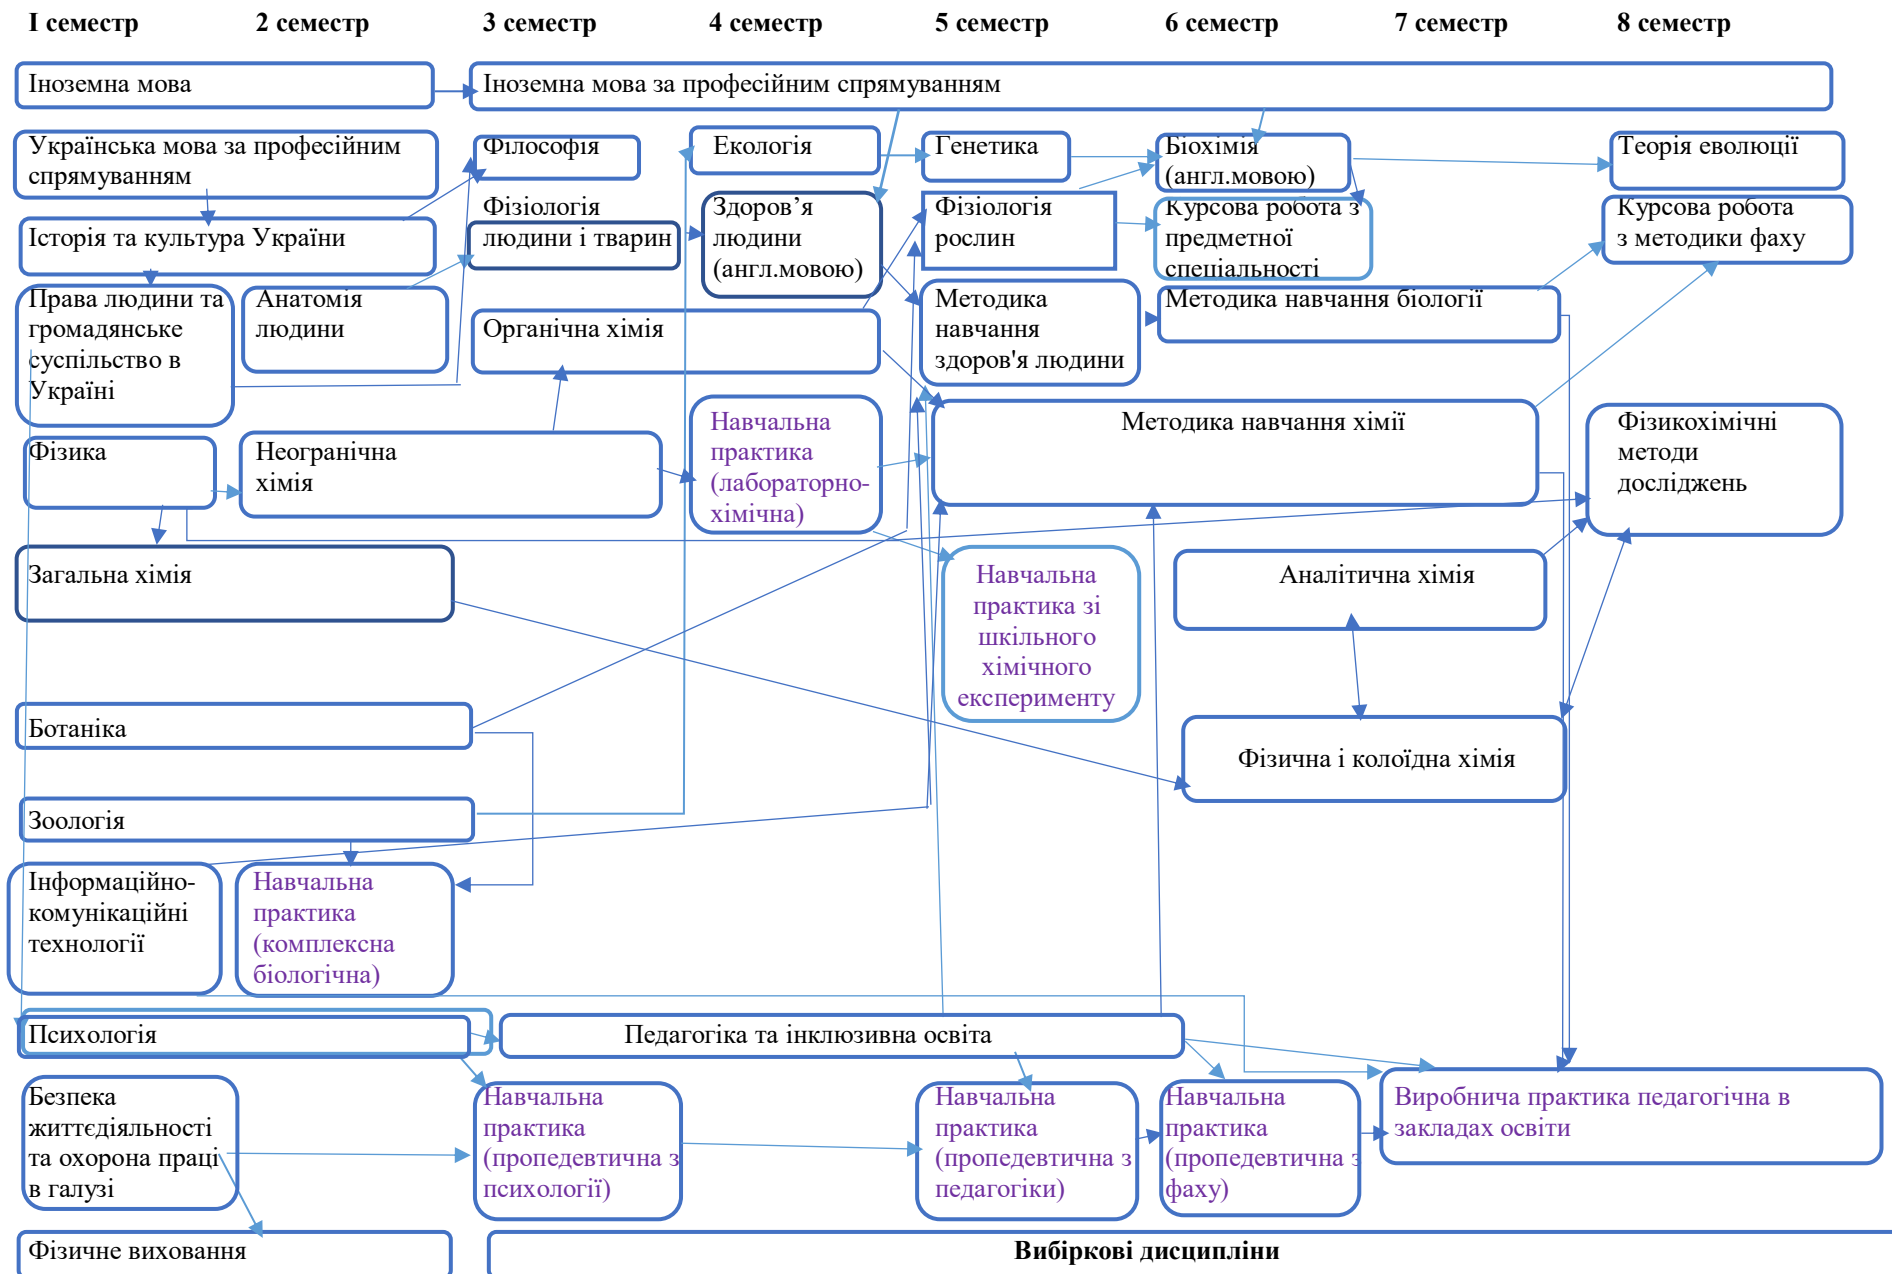 І семестр
2 семестр
3 семестр
4 семестр
5 семестр
6 семестр
7 семестр
8 семестр
Іноземна мова
Іноземна мова за професійним спрямуванням
Українська мова за професійним
спрямуванням
Філософія
Екологія
Генетика
Біохімія
(англ.мовою)
Теорія еволюції
Історія та культура України
Фізіологія
людини і тварин
Здоров’я
людини
(англ.мовою)
Фізіологія
рослин
Курсова робота з
предметної
спеціальності
Курсова робота
з методики фаху
Права людини та
громадянське
суспільство в
Україні
Анатомія
людини
Органічна хімія
Методика
навчання
здоров'я людини
Методика навчання біології
Фізика
Неогранічна
хімія
Навчальна
практика
(лабораторно-
хімічна)
Методика навчання хімії
Фізикохімічні
методи
досліджень
Загальна хімія
Навчальна
практика зі
шкільного
хімічного
експерименту
Аналітична хімія
Ботаніка
Фізична і колоїдна хімія
Зоологія
Інформаційно-
комунікаційні
технології
Навчальна
практика
(комплексна
біологічна)
Психологія
Педагогіка та інклюзивна освіта
Безпека
життєдіяльності
та охорона праці
в галузі
Навчальна
практика
(пропедевтична з
психології)
Навчальна
практика
(пропедевтична з
педагогіки)
Навчальна
практика
(пропедевтична з
фаху)
Виробнича практика педагогічна в
закладах освіти
Фізичне виховання
Вибіркові дисципліни